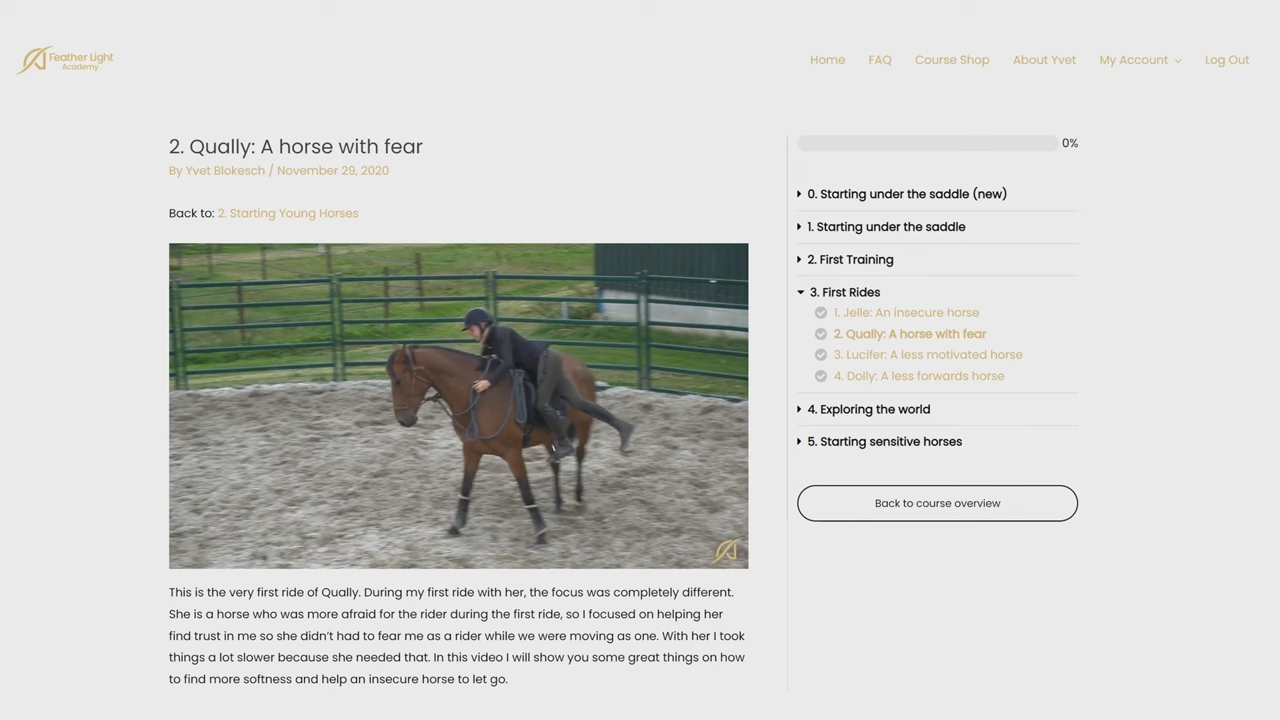 Feather Light
Academy
Home FAQ Course Shop About Yvet My Account Log Out
2. Qually: A horse with fear
By Yvet Blokesch / November 29, 2020
Back to: 2. Starting Young Horses
This is the very first ride of Qually. During my first ride with her, the focus was completely different.
She is a horse who was more afraid for the rider during the first ride, so I focused on helping her
find trust in me so she didn't had to fear me as a rider while we were moving as one. With her I took
things a lot slower because she needed that. In this video I will show you some great things on how
to find more softness and help an insecure horse to let go.
0%
0. Starting under the saddle (new)
1. Starting under the saddle
2. First Training
3. First Rides
1. Jelle: An insecure horse
2. Qually: A horse with fear
3. Lucifer: A less motivated horse
4. Dolly: A less forwards horse
4. Exploring the world
5. Starting sensitive horses
Back to course overview